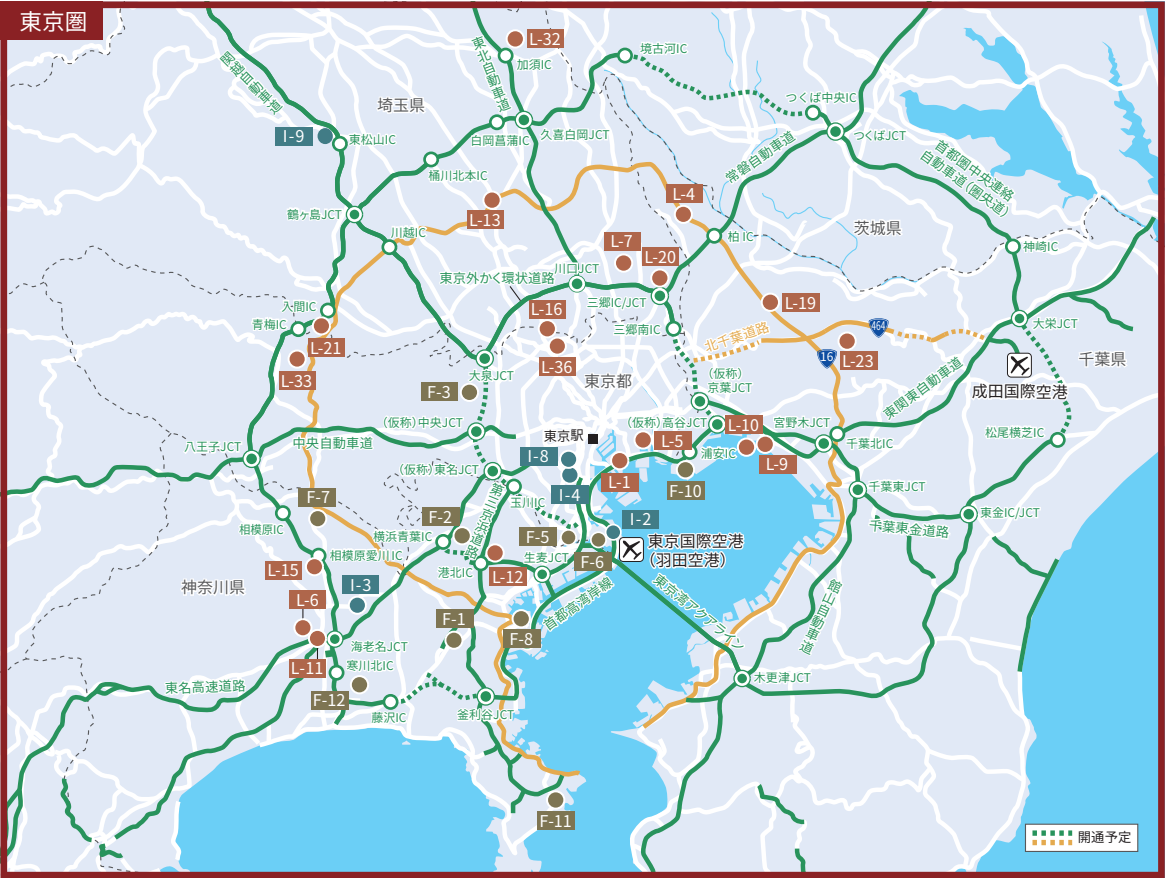 東京圏
L-32
東北自動車道
加須IC
境古河IC
関越自動車道
埼玉県
つくば中央IC
I-9
東松山IC
白岡菖蒲IC
久喜白岡JCT
つくばJCT
常磐自動車道
首都圏中央連絡
自動車道（圏央道）
桶川北本IC
L-4
L-13
鶴ヶ島JCT
川越IC
L-7
柏 IC
茨城県
神崎IC
L-20
東京外かく環状道路
川口JCT
三郷IC/JCT
入間IC
青梅IC
L-16
三郷南IC
L-19
464
大栄JCT
L-21
北千葉道路
16
L-23
L-36
L-33
大泉JCT
東京都
（仮称）
京葉JCT
千葉県
成田国際空港
F-3
東関東自動車道
（仮称）中央JCT
（仮称）高谷JCT
L-10
宮野木JCT
松尾横芝IC
八王子JCT
中央自動車道
東京駅
L-5
千葉北IC
I-8
浦安IC
L-9
（仮称）東名JCT
L-1
F-10
千葉東JCT
F-7
第三京浜道路
玉川IC
I-4
東金IC/JCT
相模原IC
F-2
I-2
千葉東金道路
横浜青葉IC
F-5
東京国際空港
（羽田空港）
相模原愛川IC
生麦JCT
F-6
L-15
港北IC
L-12
神奈川県
I-3
首都高湾岸線
東京湾アクアライン
館山自動車道
L-6
F-1
F-8
海老名JCT
L-11
寒川北IC
木更津JCT
東名高速道路
F-12
藤沢IC
釜利谷JCT
F-11
開通予定